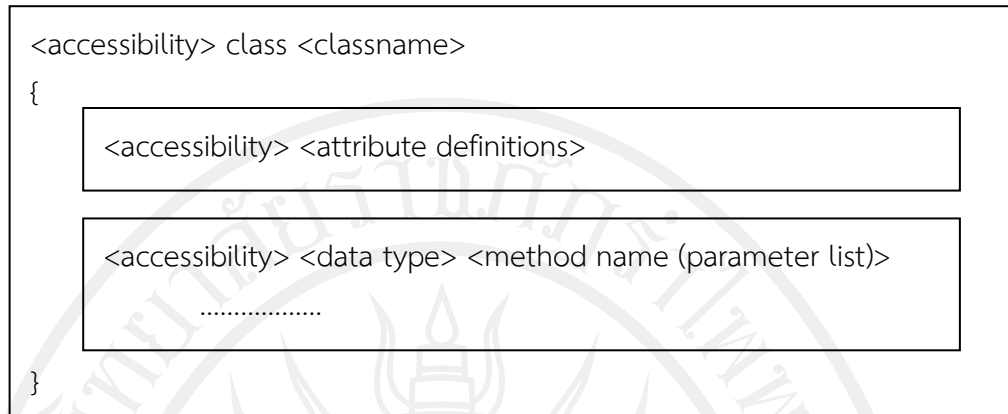 <accessibility> class <classname>
{
<accessibility> <attribute definitions>
<accessibility> <data type> <method name (parameter list)>
..................
}